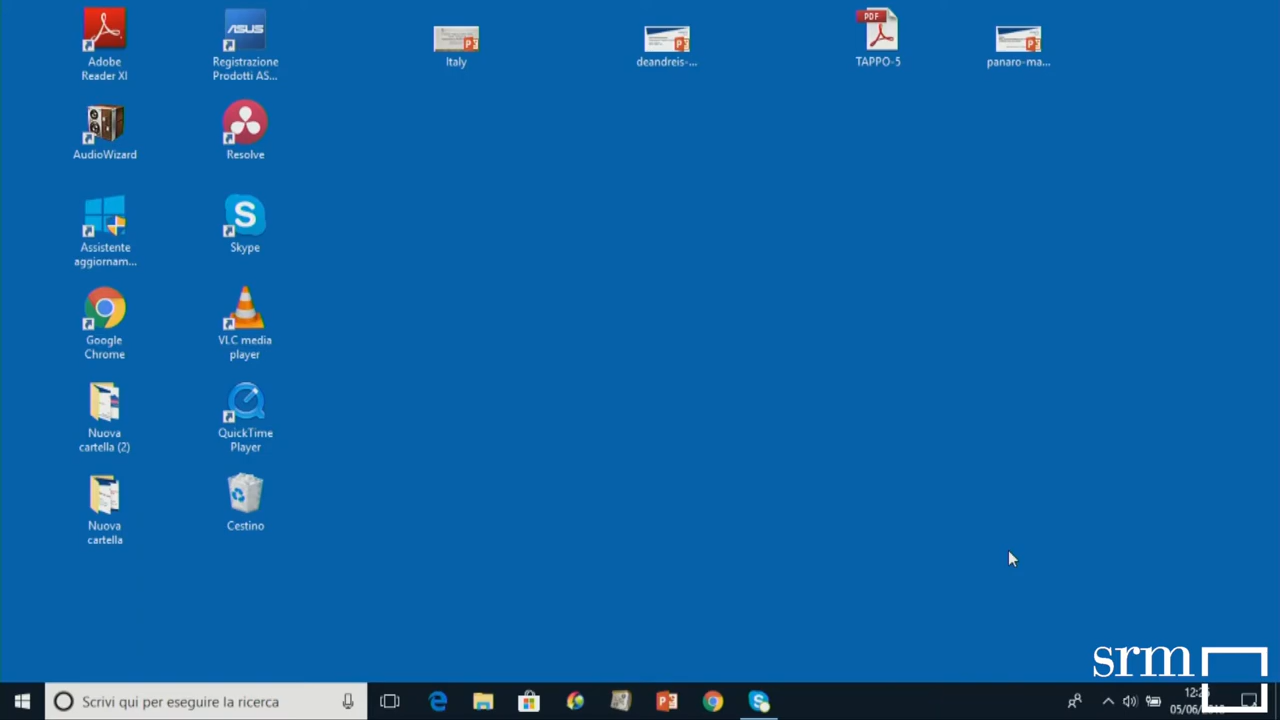 Adobe
Reader XI
Registrazione
Prodotti AS...
Italy
deandreis-...
PDF
TAPPO-5
panaro-ma...
ASUS
AudioWizard
Resolve
Assistente
aggiornam...
Skype
Google
Chrome
VLC media
player
Nuova
cartella (2)
QuickTime
Player
Nuova
cartella
Cestino
srm
Scrivi qui per eseguire la ricerca